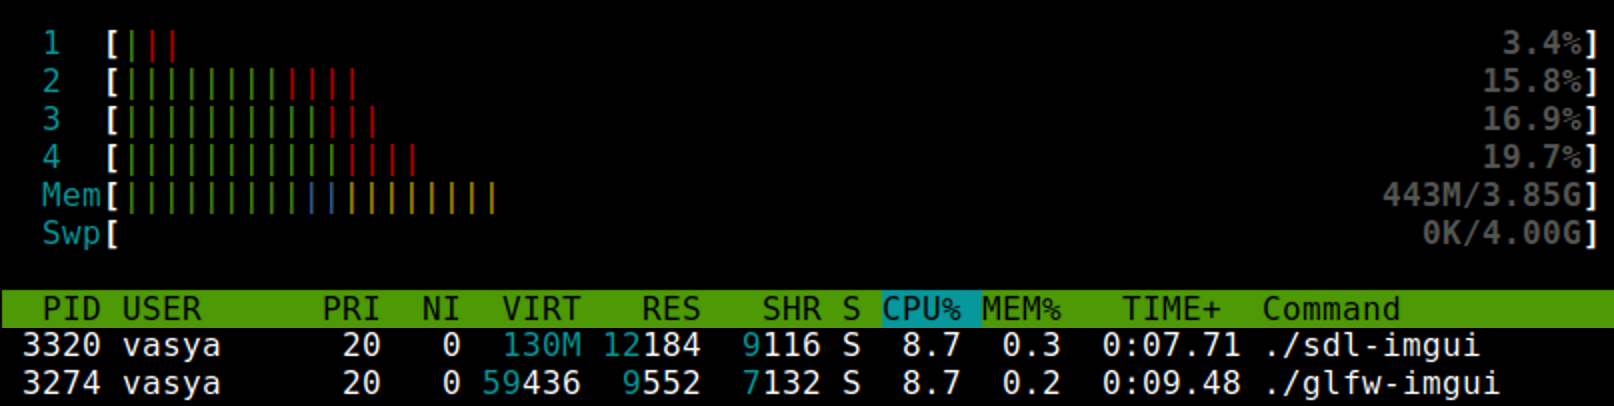 1 [||| 3.4%]
2 [|||||||||||| 15.8%]
3 [||||||||||||| 16.9%]
4 [||||||||||||||| 19.7%]
Mem[||||||||||||||||||| 443M/3.85G]
Swp[ 0K/4.00G]
PID USER PRI NI VIRT RES SHR S CPU% MEM% TIME+ Command
3320 vasya 20 0 130M 12184 9116 S 8.7 0.3 0:07.71 ./sdl-imgui
3274 vasya 20 0 59436 9552 7132 S 8.7 0.2 0:09.48 ./glfw-imgui